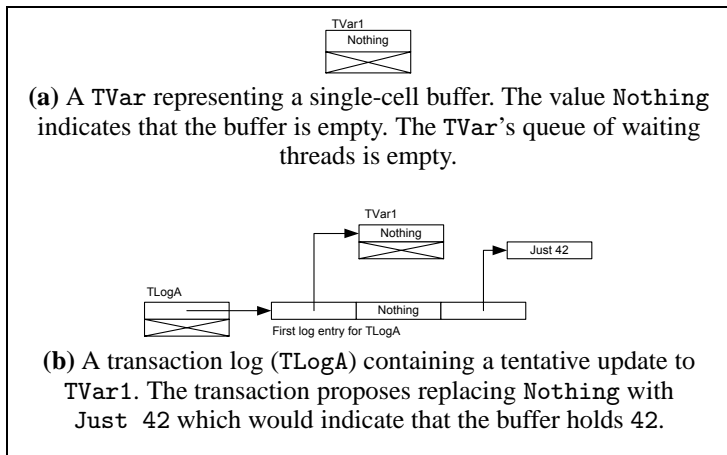 TVar1
Nothing
(a) A TVar representing a single-cell buffer. The value Nothing
indicates that the buffer is empty. The TVar's queue of waiting
threads is empty.
TVar1
Nothing
Just 42
TLogA
Nothing
First log entry for TLogA
(b) A transaction log (TLogA) containing a tentative update to
TVar1. The transaction proposes replacing Nothing with
Just 42 which would indicate that the buffer holds 42.